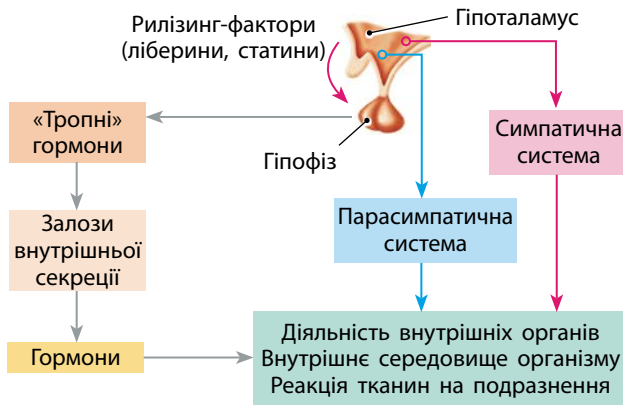 Рилізинг-фактори
(ліберини, статини)
Гіпоталамус
«Тропні»
гормони
Гіпофіз
Симпатична
система
Залози
внутрішньої
секреції
Парасимпатична
система
Гормони
Діяльність внутрішніх органів
Внутрішнє середовище організму
Реакція тканин на подразнення